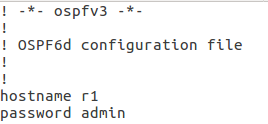 ! -*- ospfv3 -*-
!
! OSPF6d configuration file
!
!
hostname r1
password admin